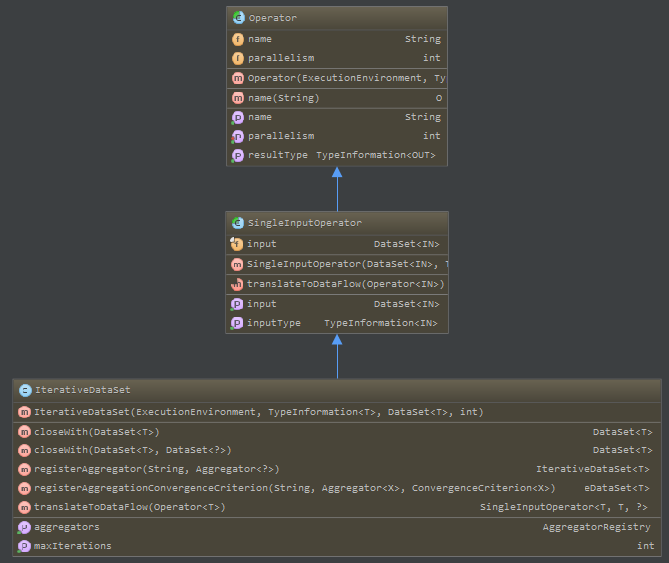 Operator
name String
parallelism int
Operator(ExecutionEnvironment, Ty
name(String) O
name String
parallelism int
resultType TypeInformation<OUT>
SingleInputOperator
input DataSet<IN>
SingleInputOperator(DataSet<IN>, T
translateToDataFlow(Operator<IN>)
input DataSet<IN>
inputType TypeInformation<IN>
IterativeDataSet
IterativeDataSet(ExecutionEnvironment, TypeInformation<T>, DataSet<T>, int)
closeWith(DataSet<T>) DataSet<T>
closeWith(DataSet<T>, DataSet<?>) DataSet<T>
registerAggregator(String, Aggregator<?>) IterativeDataSet<T>
registerAggregationConvergenceCriterion(String, Aggregator<X>, ConvergenceCriterion<X>) eDataSet<T>
translateToDataFlow(Operator<T>) SingleInputOperator<T, T, ?>
aggregators AggregatorRegistry
maxIterations int